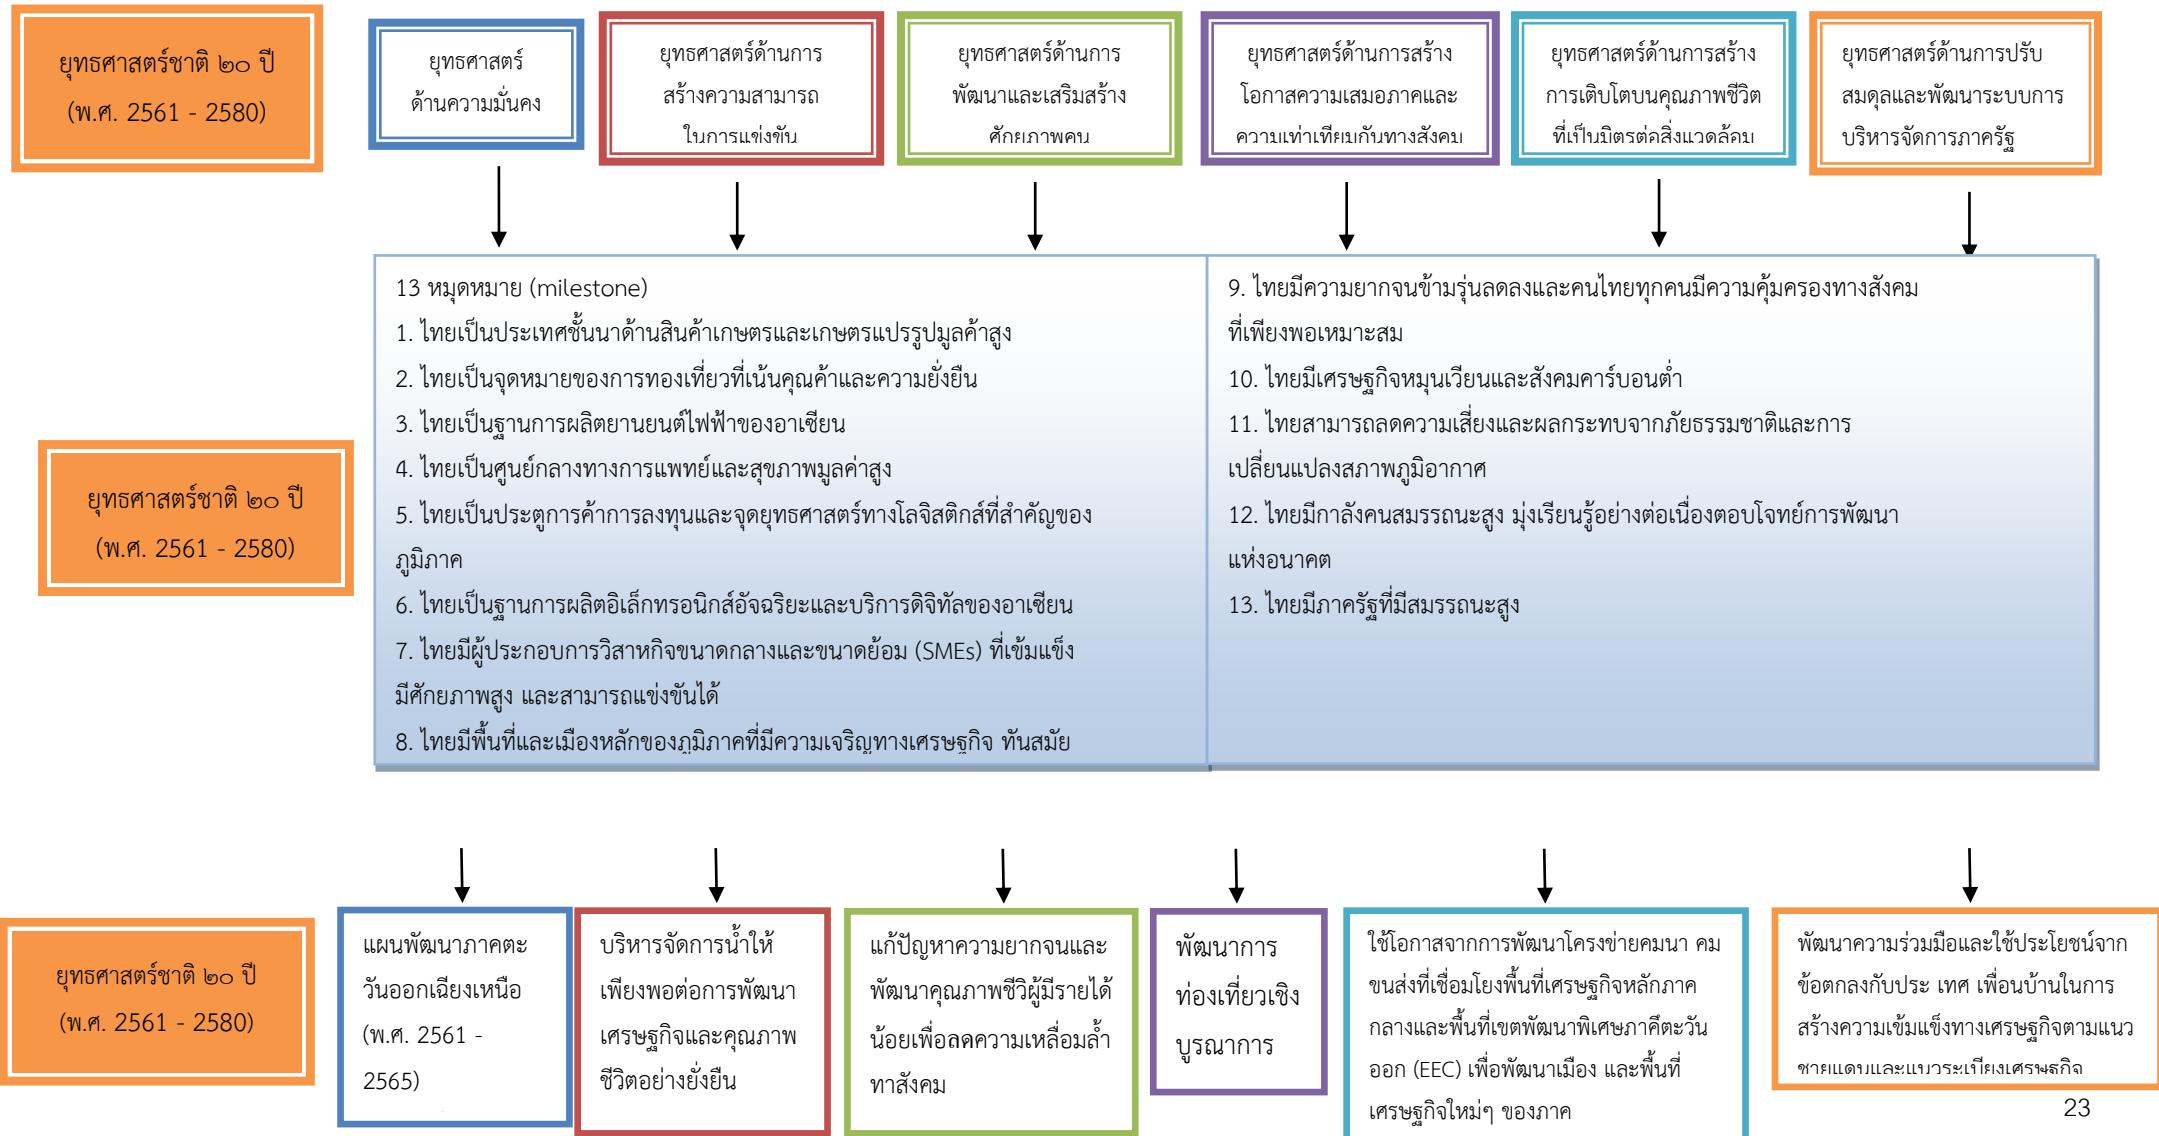 ยุทธศาสตร์ชาติ ๒๐ ปี
(พ.ศ. 2561 - 2580)
ยุทธศาสตร์
ด้านความมั่นคง
ยุทธศาสตร์ด้านการ
สร้างความสามารถ
ในการแข่งขัน
ยุทธศาสตร์ด้านการ
พัฒนาและเสริมสร้าง
ศักยภาพคน
ยุทธศาสตร์ด้านการสร้าง
โอกาสความเสมอภาคและ
ความเท่าเทียมกันทางสังคม
ยุทธศาสตร์ด้านการสร้าง
การเติบโตบนคุณภาพชีวิต
ที่เป็นมิตรต่อสิ่งแวดล้อม
ยุทธศาสตร์ด้านการปรับ
สมดุลและพัฒนาระบบการ
บริหารจัดการภาครัฐ
ยุทธศาสตร์ชาติ ๒๐ ปี
(พ.ศ. 2561 - 2580)
13 หมุดหมาย (milestone)
1. ไทยเป็นประเทศชั้นนาด้านสินค้าเกษตรและเกษตรแปรรูปมูลค้าสูง
2. ไทยเป็นจุดหมายของการทองเที่ยวที่เน้นคุณค้าและความยั่งยืน
3. ไทยเป็นฐานการผลิตยานยนต์ไฟฟ้าของอาเซียน
4. ไทยเป็นศูนย์กลางทางการแพทย์และสุขภาพมูลค่าสูง
5. ไทยเป็นประตูการค้าการลงทุนและจุดยุทธศาสตร์ทางโลจิสติกส์ที่สำคัญของ
ภูมิภาค
6. ไทยเป็นฐานการผลิตอิเล็กทรอนิกส์อัจฉริยะและบริการดิจิทัลของอาเซียน
7. ไทยมีผู้ประกอบการวิสาหกิจขนาดกลางและขนาดย้อม (SMEs) ที่เข้มแข็ง
มีศักยภาพสูง และสามารถแข่งขันได้
8. ไทยมีพื้นที่และเมืองหลักของภูมิภาคที่มีความเจริญทางเศรษฐกิจ ทันสมัย
9. ไทยมีความยากจนข้ามรุ่นลดลงและคนไทยทุกคนมีความคุ้มครองทางสังคม
ที่เพียงพอเหมาะสม
10. ไทยมีเศรษฐกิจหมุนเวียนและสังคมคาร์บอนต่ำ
11. ไทยสามารถลดความเสี่ยงและผลกระทบจากภัยธรรมชาติและการ
เปลี่ยนแปลงสภาพภูมิอากาศ
12. ไทยมีกาลังคนสมรรถนะสูง มุ่งเรียนรู้อย่างต่อเนื่องตอบโจทย์การพัฒนา
แห่งอนาคต
13. ไทยมีภาครัฐที่มีสมรรถนะสูง
ยุทธศาสตร์ชาติ ๒๐ ปี
(พ.ศ. 2561 - 2580)
แผนพัฒนาภาคตะ
วันออกเฉียงเหนือ
(พ.ศ. 2561 -
2565)
บริหารจัดการน้ำให้
เพียงพอต่อการพัฒนา
เศรษฐกิจและคุณภาพ
ชีวิตอย่างยั่งยืน
แก้ปัญหาความยากจนและ
พัฒนาคุณภาพชีวิผู้มีรายได้
น้อยเพื่อลดความเหลื่อมล้ำ
ทาสังคม
พัฒนาการ
ท่องเที่ยวเชิง
บูรณาการ
ใช้โอกาสจากการพัฒนาโครงข่ายคมนา คม
ขนส่งที่เชื่อมโยงพื้นที่เศรษฐกิจหลักภาค
กลางและพื้นที่เขตพัฒนาพิเศษภาคีตะวัน
ออก (EEC) เพื่อพัฒนาเมือง และพื้นที่
เศรษฐกิจใหม่ๆ ของภาค
พัฒนาความร่วมมือและใช้ประโยชน์จาก
ข้อตกลงกับประ เทศ เพื่อนบ้านในการ
สร้างความเข้มแข็งทางเศรษฐกิจตามแนว
ชายแดนและแนวระเบียงเศรษฐกิจ
23